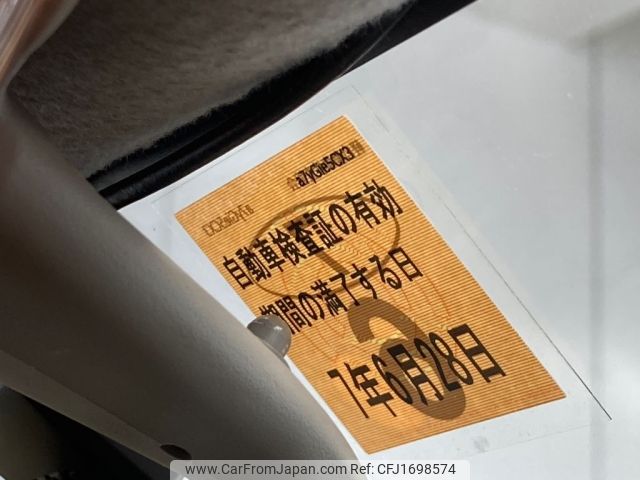 a7iyGIe5CX3
自動車検査証の有効
期間の満了する日
7年6月28日
www.CarFromJapan.com | CFJ1698574